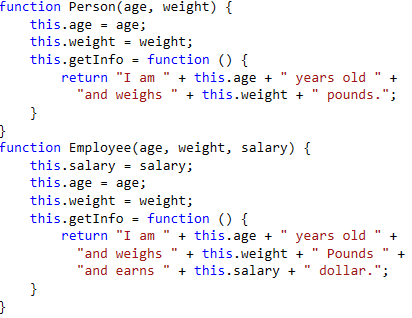 function Person(age, weight) {
    this.age = age;
    this.weight = weight;
    this.getInfo = function () {
        return "I am " + this.age + " years old " +
          "and weighs " + this.weight + " pounds.";
    }
}
function Employee(age, weight, salary) {
    this.salary = salary;
    this.age = age;
    this.weight = weight;
    this.getInfo = function () {
        return "I am " + this.age + " years old " +
          "and weighs " + this.weight + " Pounds " +
          "and earns " + this.salary + " dollar.";
    }
}